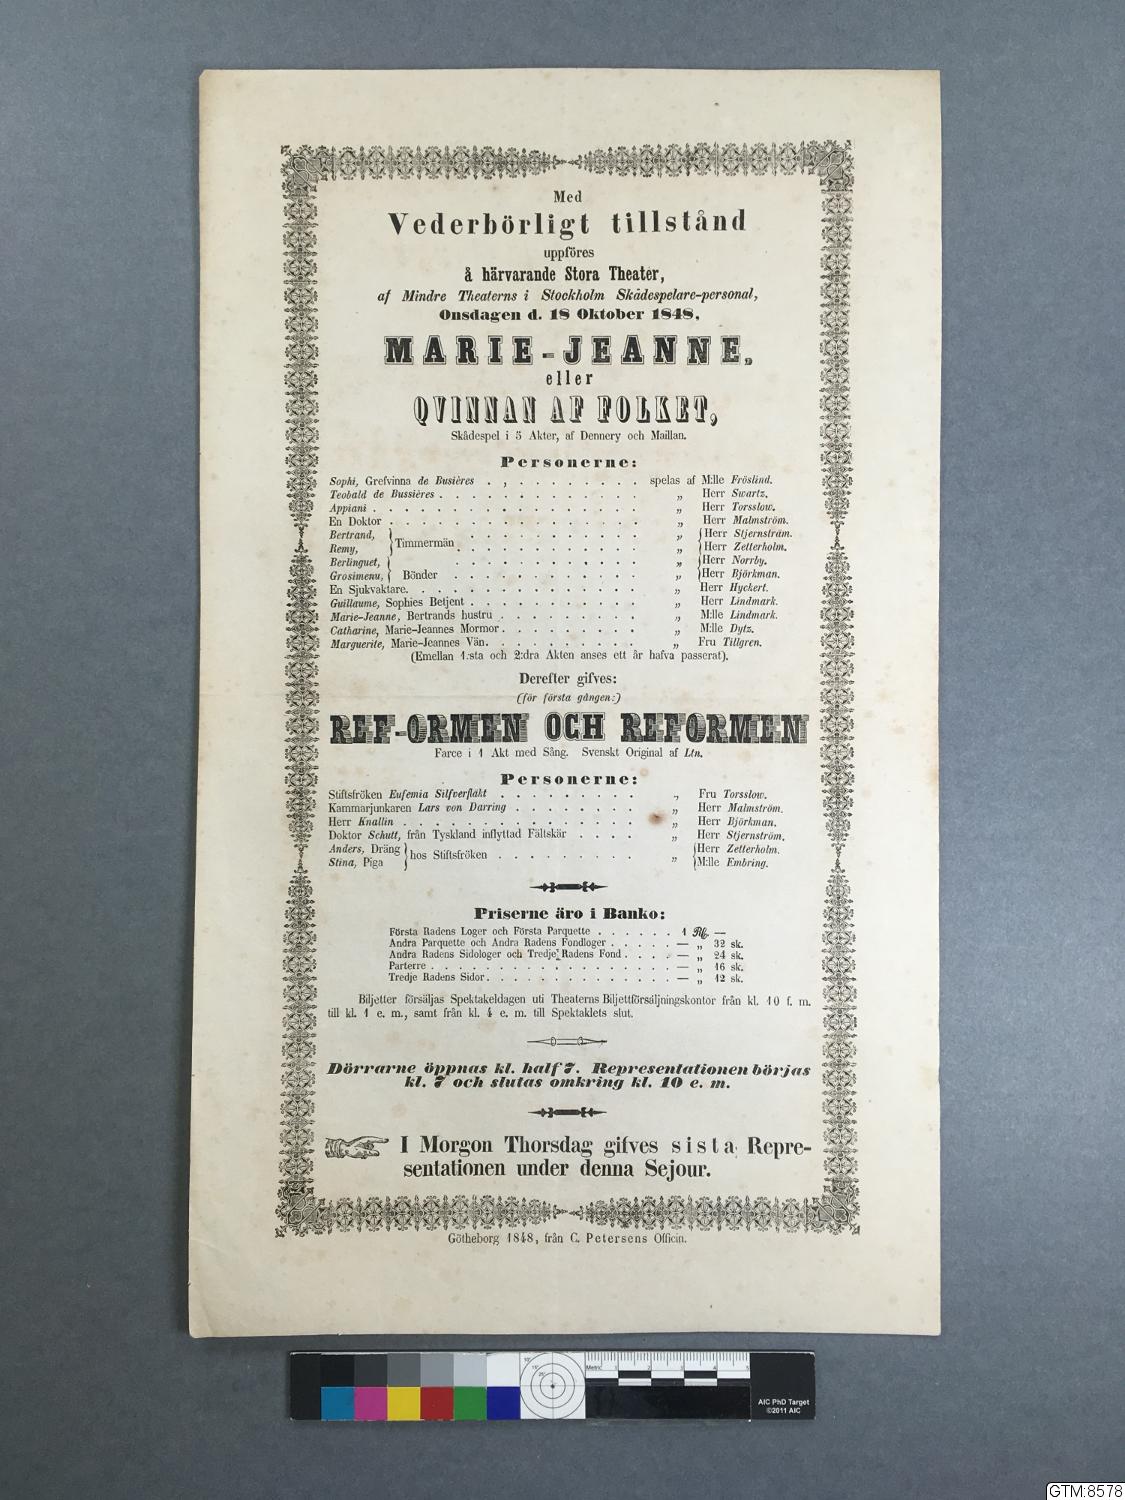 Med
Vederbörligt tillstånd
uppföres
å härvarande Stora Theater,
af Mindre Theaterns i Stockholm Skådespelare-personal,
Onsdagen d. 18 Oktober 1848,
MARIE-JEANNE,
eller
QVINNAN AF FOLKET,
Skådespel i 5 Akter, af Dennery och Maillan.
Personerne:
Sophi, Grefvinna de Busières . , . . . . . . . . spelas af M:lle Fröslind.
Teobald de Bussières . . . . . . . . . . . . . „ Herr Swartz.
Appiani . . . . . . . . . . . . . . . . „ Herr Torsslow.
En Doktor . . . . . . . . . . . . . . . „ Herr Malmström.
Bertrand, } Timmermän . . . . . . . . . „ { Herr Stjernström.
Remy, . . . . . . . . . . „ Herr Zetterholm.
Berlinguet, { Bönder . . . . . . . . . . . „ } Herr Norrby.
Grosimenu, . . . . . . . . . . . „ Herr Björkman.
En Sjukvaktare. . . . . . . . . . . . . . „ Herr Hyckert.
Guillaume, Sophies Betjent . . . . . . . . . . . „ Herr Lindmark.
Marie-Jeanne, Bertrands hustru . . . . . . . . . „ M:lle Lindmark.
Catharine, Marie-Jeannes Mormor . . . . . . . . . „ M:lle Dytz.
Marguerite, Marie-Jeannes Vän. . . . . . . . . . „ Fru Tillgren.
(Emellan 1:sta och 2:dra Akten anses ett år hafva passerat).
Derefter gifves:
(för första gången:)
REF-ORMEN OCH REFORMEN
Farce i 1 Akt med Sång. Svenskt Original af Ltn.
Personerne:
Stiftsfröken Eufemia Silfverfläkt . . . . . . . . . „ Fru Torsslow.
Kammarjunkaren Lars von Darring . . . . . . . . „ Herr Malmström.
Herr Knallin . . . . . . . . . . . . . . „ Herr Björkman.
Doktor Schutt, från Tyskland inflyttad Fältskär . . . . „ Herr Stjernström.
Anders, Dräng } hos Stiftsfröken . . . . . . . . . „ { Herr Zetterholm.
Stina, Piga M:lle Embring.
Priserne äro i Banko:
Första Radens Loger och Första Parquette . . . . . . 1 Rd. —
Andra Parquette och Andra Radens Fondloger . . . . . — „ 32 sk.
Andra Radens Sidologer och Tredje Radens Fond . . . . — „ 24 sk.
Parterre . . . . . . . . . . . . . . . . . — „ 16 sk.
Tredje Radens Sidor . . . . . . . . . . . . . — „ 12 sk.
Biljetter försäljas Spektakeldagen uti Theaterns Biljettförsäljningskontor från kl. 10 f. m.
till kl. 1 e. m., samt från kl. 4 e. m. till Spektaklets slut.
Dörrarne öppnas kl. half 7. Representationen börjas
kl. 7 och slutas omkring kl. 10 e. m.
I Morgon Thorsdag gifves sista Repre-
sentationen under denna Sejour.
Götheborg 1848, från C. Petersens Officin.
Metric 1 2 3 4 5
AIC PhD Target
©2011 AIC
GTM:8578